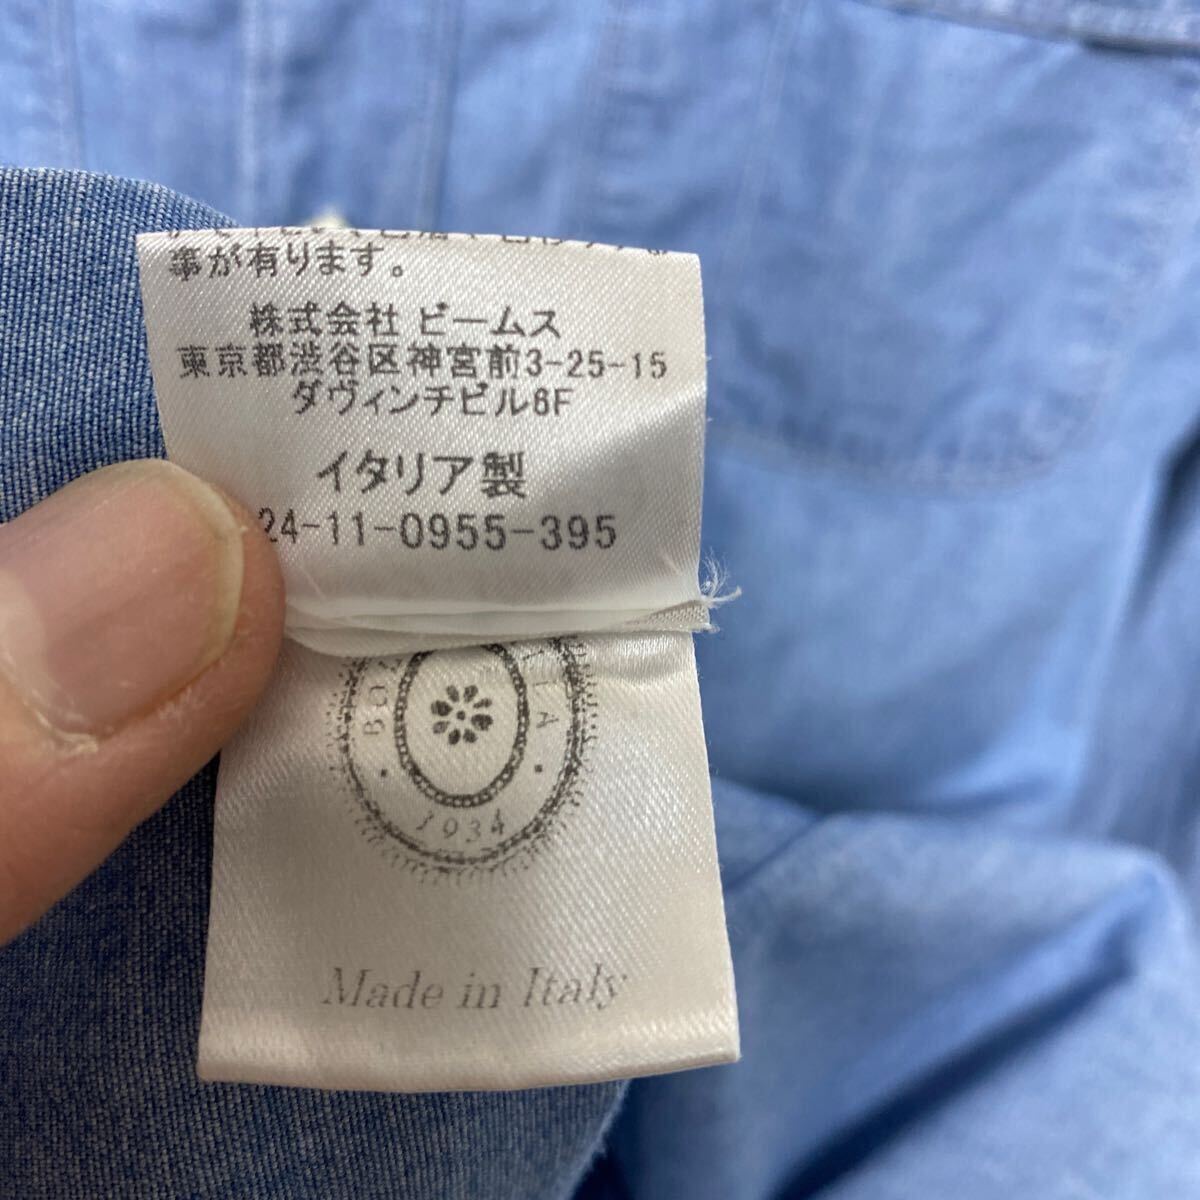 事が有ります。
株式会社 ビームス
東京都渋谷区神宮前3-25-15
ダヴィンチビル6F
イタリア製
24-11-0955-395
1934
Made in Italy